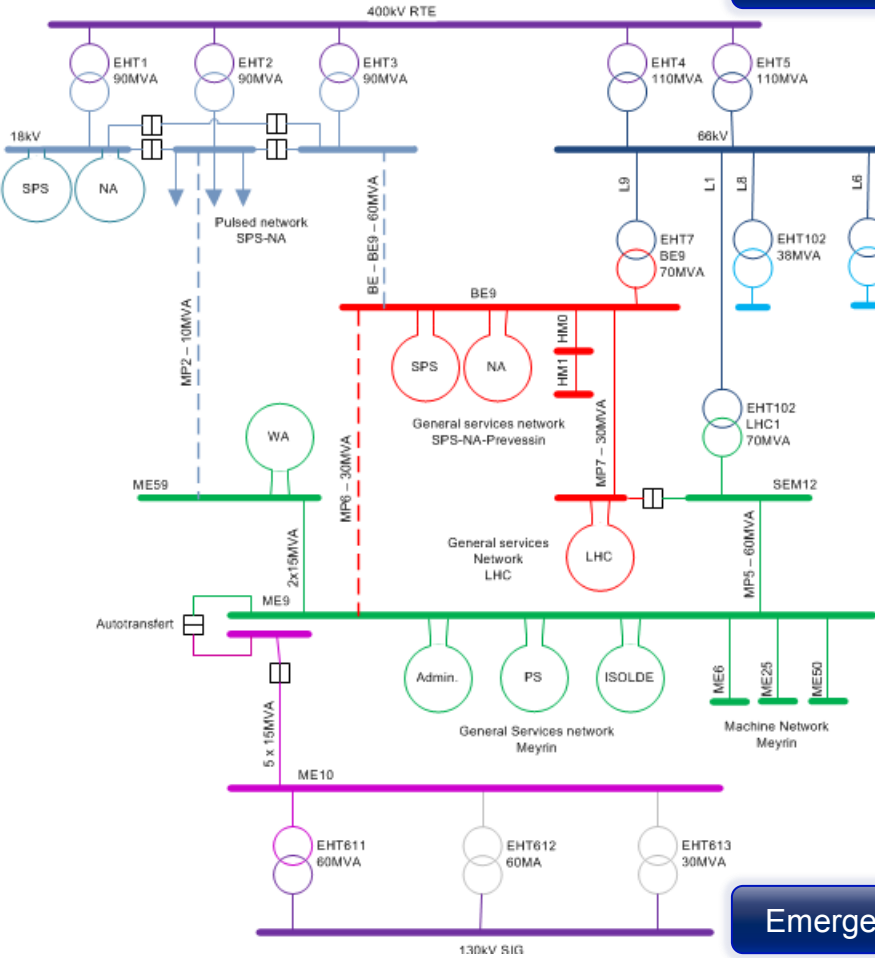 400kV RTE
EHT1
90MVA
EHT2
90MVA
EHT3
90MVA
EHT4
110MVA
EHT5
110MVA
18kV
66kV
SPS
NA
Pulsed network
SPS-NA
MP2 – 10MVA
BE – BE9 – 60MVA
L9
L1
L8
L6
EHT7
BE9
70MVA
EHT102
38MVA
BE9
SPS
NA
HM0
HM1
General services network
SPS-NA-Prevessin
MP6 – 30MVA
MP7 – 30MVA
EHT102
LHC1
70MVA
WA
ME59
SEM12
2x15MVA
General services
Network
LHC
LHC
MP5 – 60MVA
ME9
Autotransfert
Admin.
PS
ISOLDE
General Services network
Meyrin
ME6
ME25
ME50
Machine Network
Meyrin
5 x 15MVA
ME10
EHT611
60MVA
EHT612
60MA
EHT613
30MVA
130kV SIG
Emerge